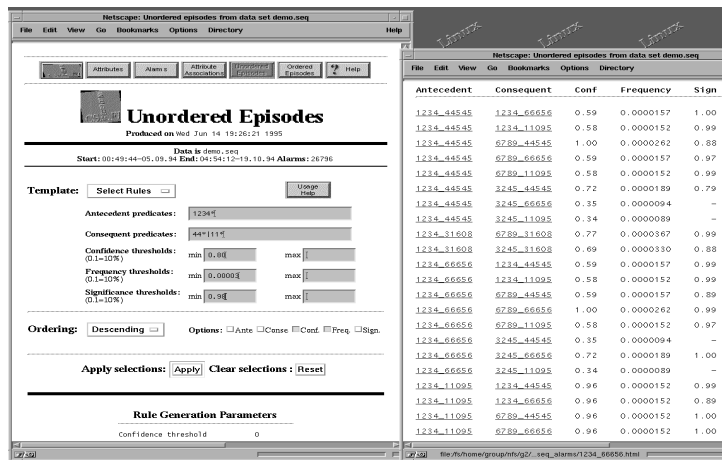 Netscape: Unordered episodes from data set demo.seq
File Edit View Go Bookmarks Options Directory Help
Attributes Alarms Attribute Associations Unordered Episodes Ordered Episodes ? Help
Unordered Episodes
Produced on Wed Jun 14 19:26:21 1995
Data is demo.seq
Start: 00:49:44-05.09.94 End: 04:54:12-19.10.94 Alarms: 26796
Template: Select Rules Usage Help
Antecedent predicates: 1234*
Consequent predicates: 44*|11*
Confidence thresholds: min 0.80 max
(0.1=10%)
Frequency thresholds: min 0.00003 max
(0.1=10%)
Significance thresholds: min 0.98 max
(0.1=10%)
Ordering: Descending Options: Ante Conse Conf. Freq. Sign.
Apply selections: Apply Clear selections : Reset
Rule Generation Parameters
Confidence threshold 0
Linux Linux Linux
Netscape: Unordered episodes from data set demo.seq
File Edit View Go Bookmarks Options Directory
Antecedent Consequent Conf Frequency Sign
1234_44545 1234_66656 0.59 0.0000157 1.00
1234_44545 1234_11095 0.58 0.0000152 0.99
1234_44545 6789_44545 1.00 0.0000262 0.88
1234_44545 6789_66656 0.59 0.0000157 0.97
1234_44545 6789_11095 0.58 0.0000152 0.99
1234_44545 3245_44545 0.72 0.0000189 0.79
1234_44545 3245_66656 0.35 0.0000094 -
1234_44545 3245_11095 0.34 0.0000089 -
1234_31608 6789_31608 0.77 0.0000367 0.99
1234_31608 3245_31608 0.69 0.0000330 0.88
1234_66656 1234_44545 0.59 0.0000157 0.99
1234_66656 1234_11095 0.58 0.0000152 0.99
1234_66656 6789_44545 0.59 0.0000157 0.89
1234_66656 6789_66656 1.00 0.0000262 0.99
1234_66656 6789_11095 0.58 0.0000152 0.97
1234_66656 3245_44545 0.35 0.0000094 -
1234_66656 3245_66656 0.72 0.0000189 1.00
1234_66656 3245_11095 0.34 0.0000089 -
1234_11095 1234_44545 0.96 0.0000152 0.99
1234_11095 1234_66656 0.96 0.0000152 0.89
1234_11095 6789_44545 0.96 0.0000152 1.00
1234_11095 6789_66656 0.96 0.0000152 1.00
file:/fs/home/group/nfs/g2/...seq_alarms/1234_66656.html